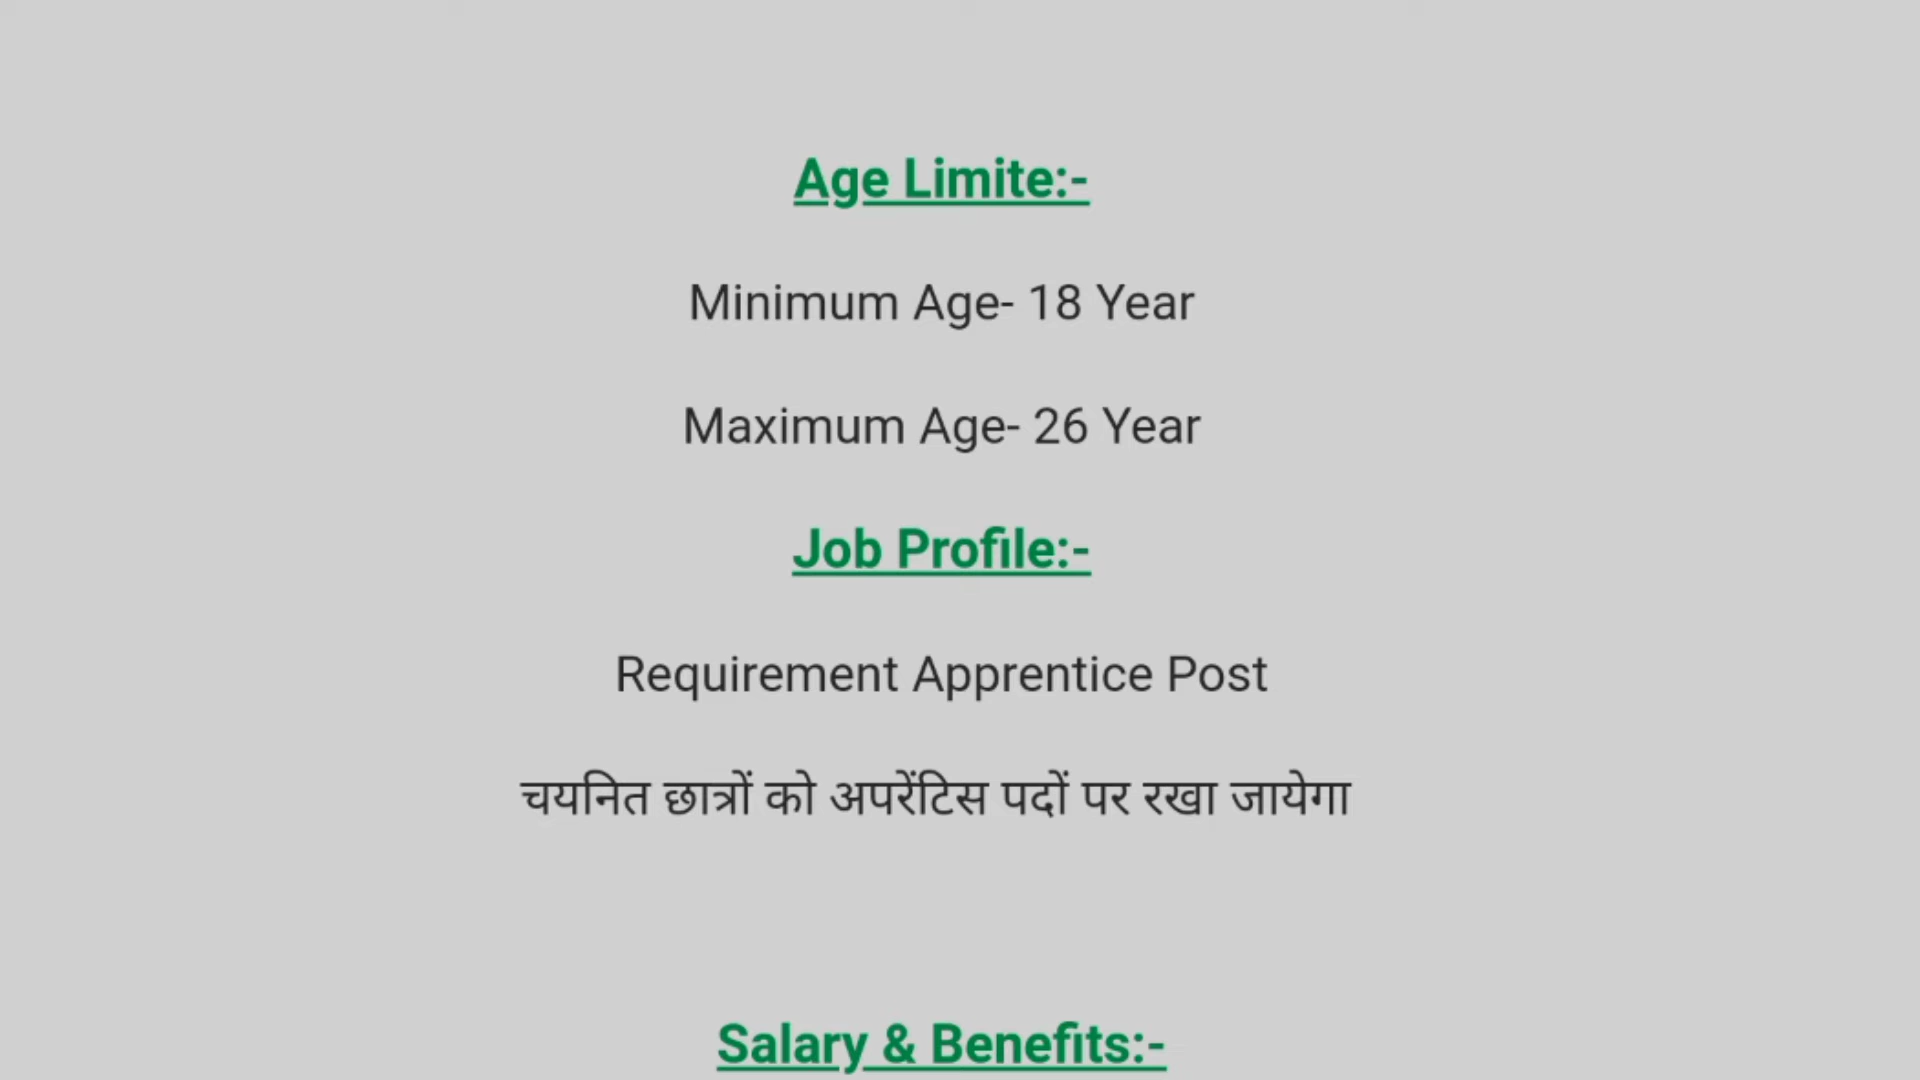 Age Limite:-
Minimum Age- 18 Year
Maximum Age- 26 Year
Job Profile:-
Requirement Apprentice Post
चयनित छात्रों को अपरेंटिस पदों पर रखा जायेगा
Salary & Benefits:-